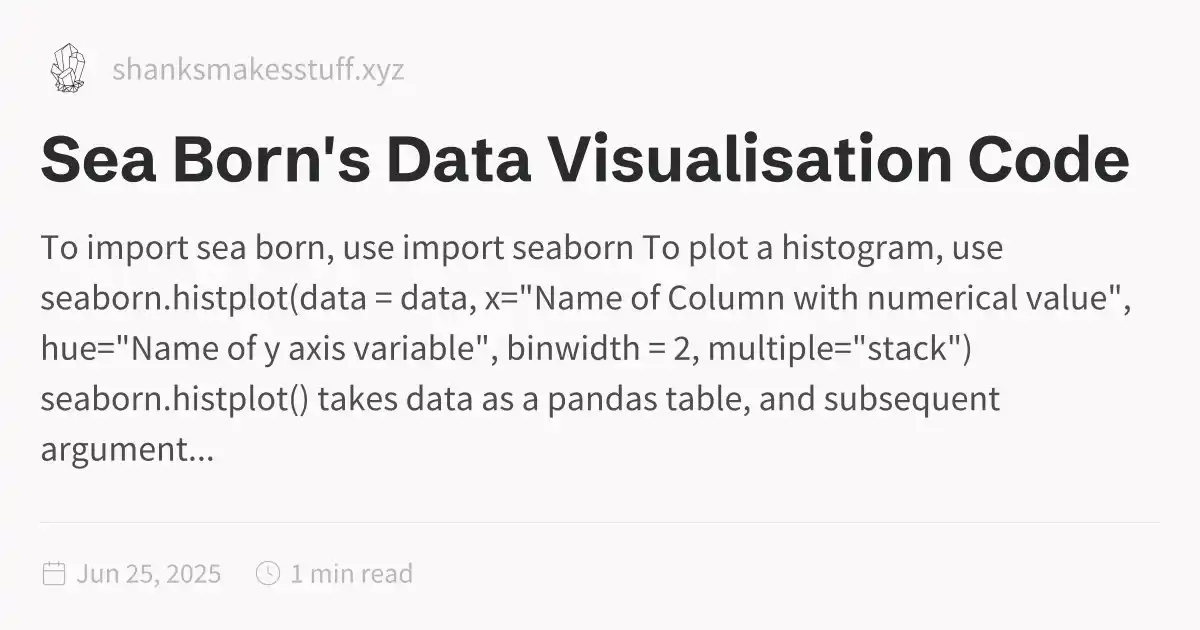 shanksmakesstuff.xyz
Sea Born's Data Visualisation Code
To import sea born, use import seaborn To plot a histogram, use
seaborn.histplot(data = data, x="Name of Column with numerical value",
hue="Name of y axis variable", binwidth = 2, multiple="stack")
seaborn.histplot() takes data as a pandas table, and subsequent
argument...
Jun 25, 2025 1 min read